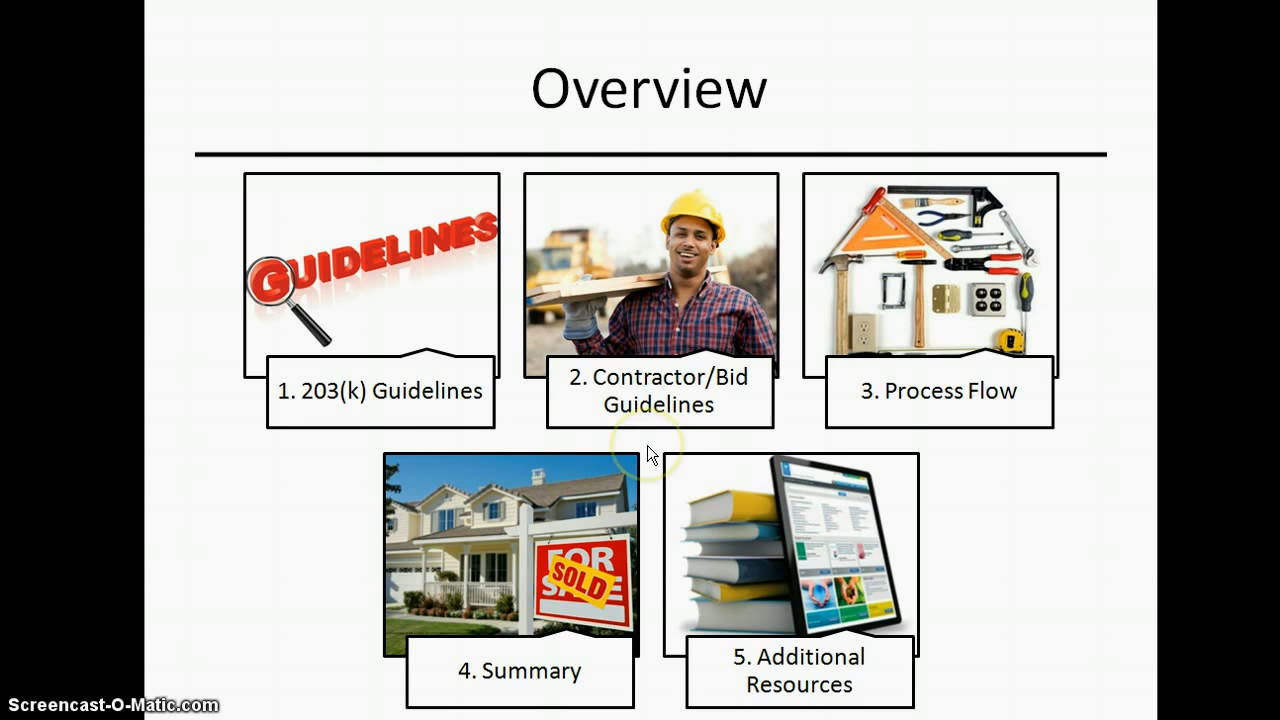 Overview
GUIDELINES
1. 203(k) Guidelines
2. Contractor/Bid
Guidelines
3. Process Flow
FOR
SALE
SOLD
4. Summary
5. Additional
Resources
Screencast-O-Matic.com